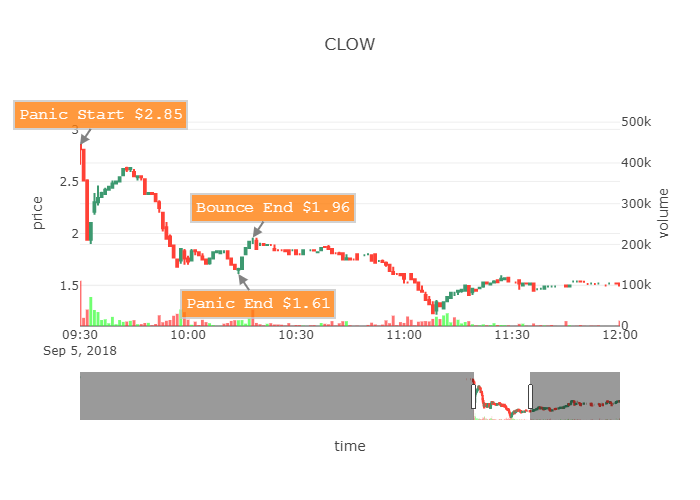 CLOW
Panic Start $2.85
Bounce End $1.96
Panic End $1.61
price
3
2.5
2
1.5
volume
500k
400k
300k
200k
100k
0
09:30
10:00
10:30
11:00
11:30
12:00
Sep 5, 2018
time